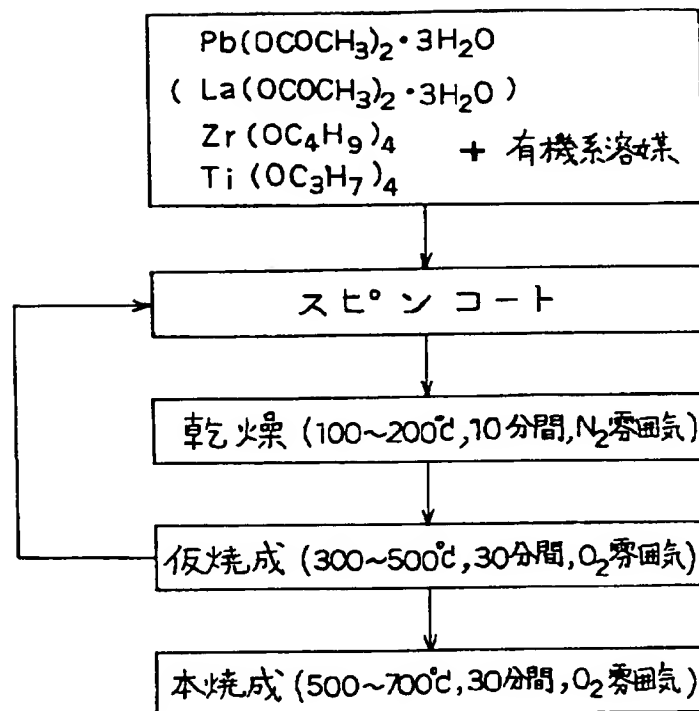 Pb(OCOCH₃)₂・3H₂O
( La(OCOCH₃)₂・3H₂O )
Zr(OC₄H₉)₄
Ti(OC₃H₇)₄ + 有機系溶媒
スピンコート
乾燥(100~200℃,10分間,N₂雰囲気)
仮焼成(300~500℃,30分間,O₂雰囲気)
本焼成(500~700℃,30分間,O₂雰囲気)